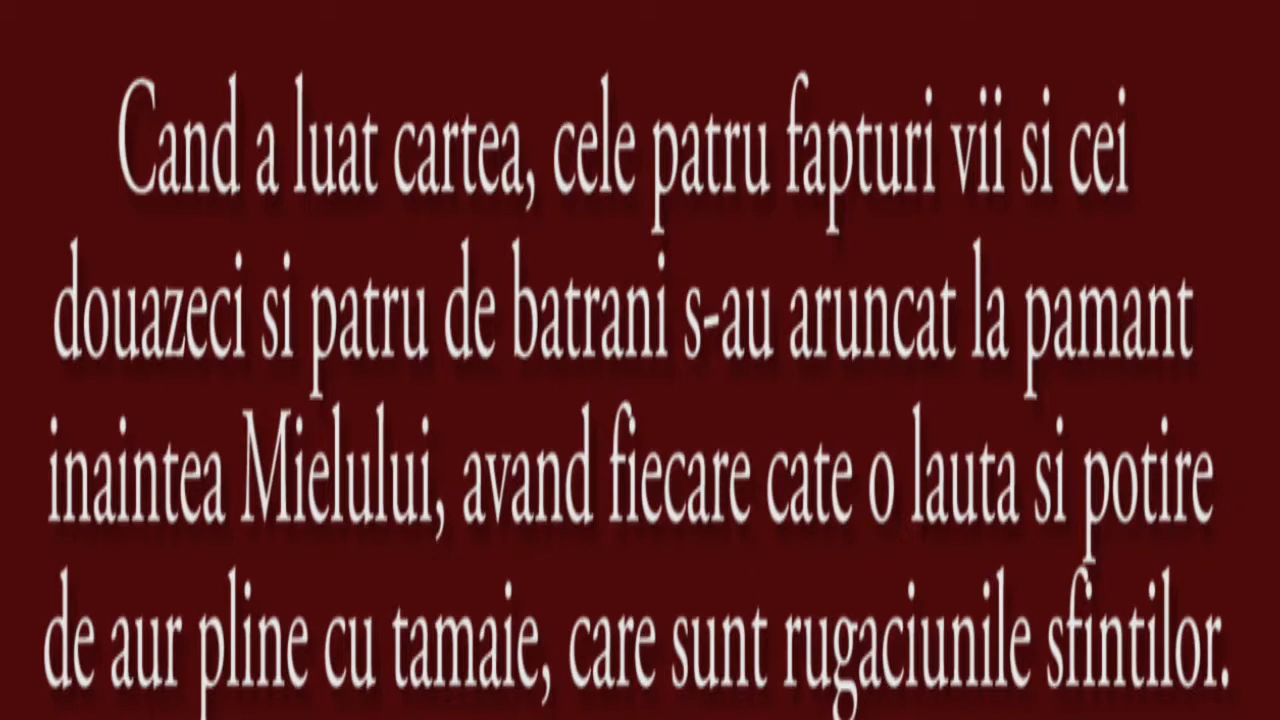 Cand a luat cartea, cele patru fapturi vii si cei
douazeci si patru de batrani s-au aruncat la pamant
inaintea Mielului, avand fiecare cate o lauta si potire
de aur pline cu tamaie, care sunt rugaciunile sfintilor.